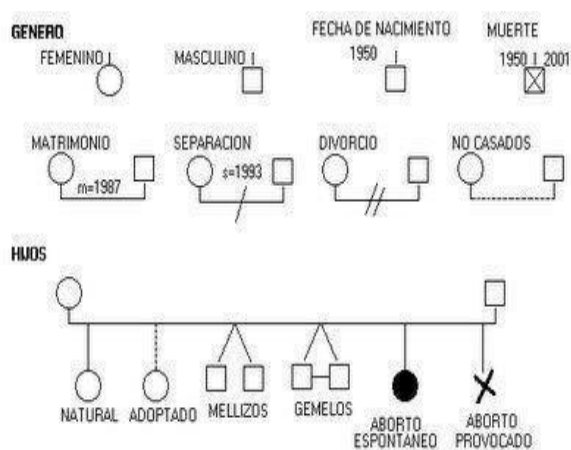 GENERO
FEMENINO
MASCULINO
FECHA DE NACIMIENTO
1950
MUERTE
1950 2001
MATRIMONIO
m=1987
SEPARACION
s=1993
DIVORCIO
NO CASADOS
HIJOS
NATURAL
ADOPTADO
MELLIZOS
GEMELOS
ABORTO
ESPONTANEO
ABORTO
PROVOCADO